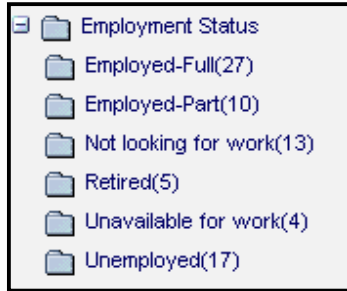 Employment Status
Employed-Full(27)
Employed-Part(10)
Not looking for work(13)
Retired(5)
Unavailable for work(4)
Unemployed(17)